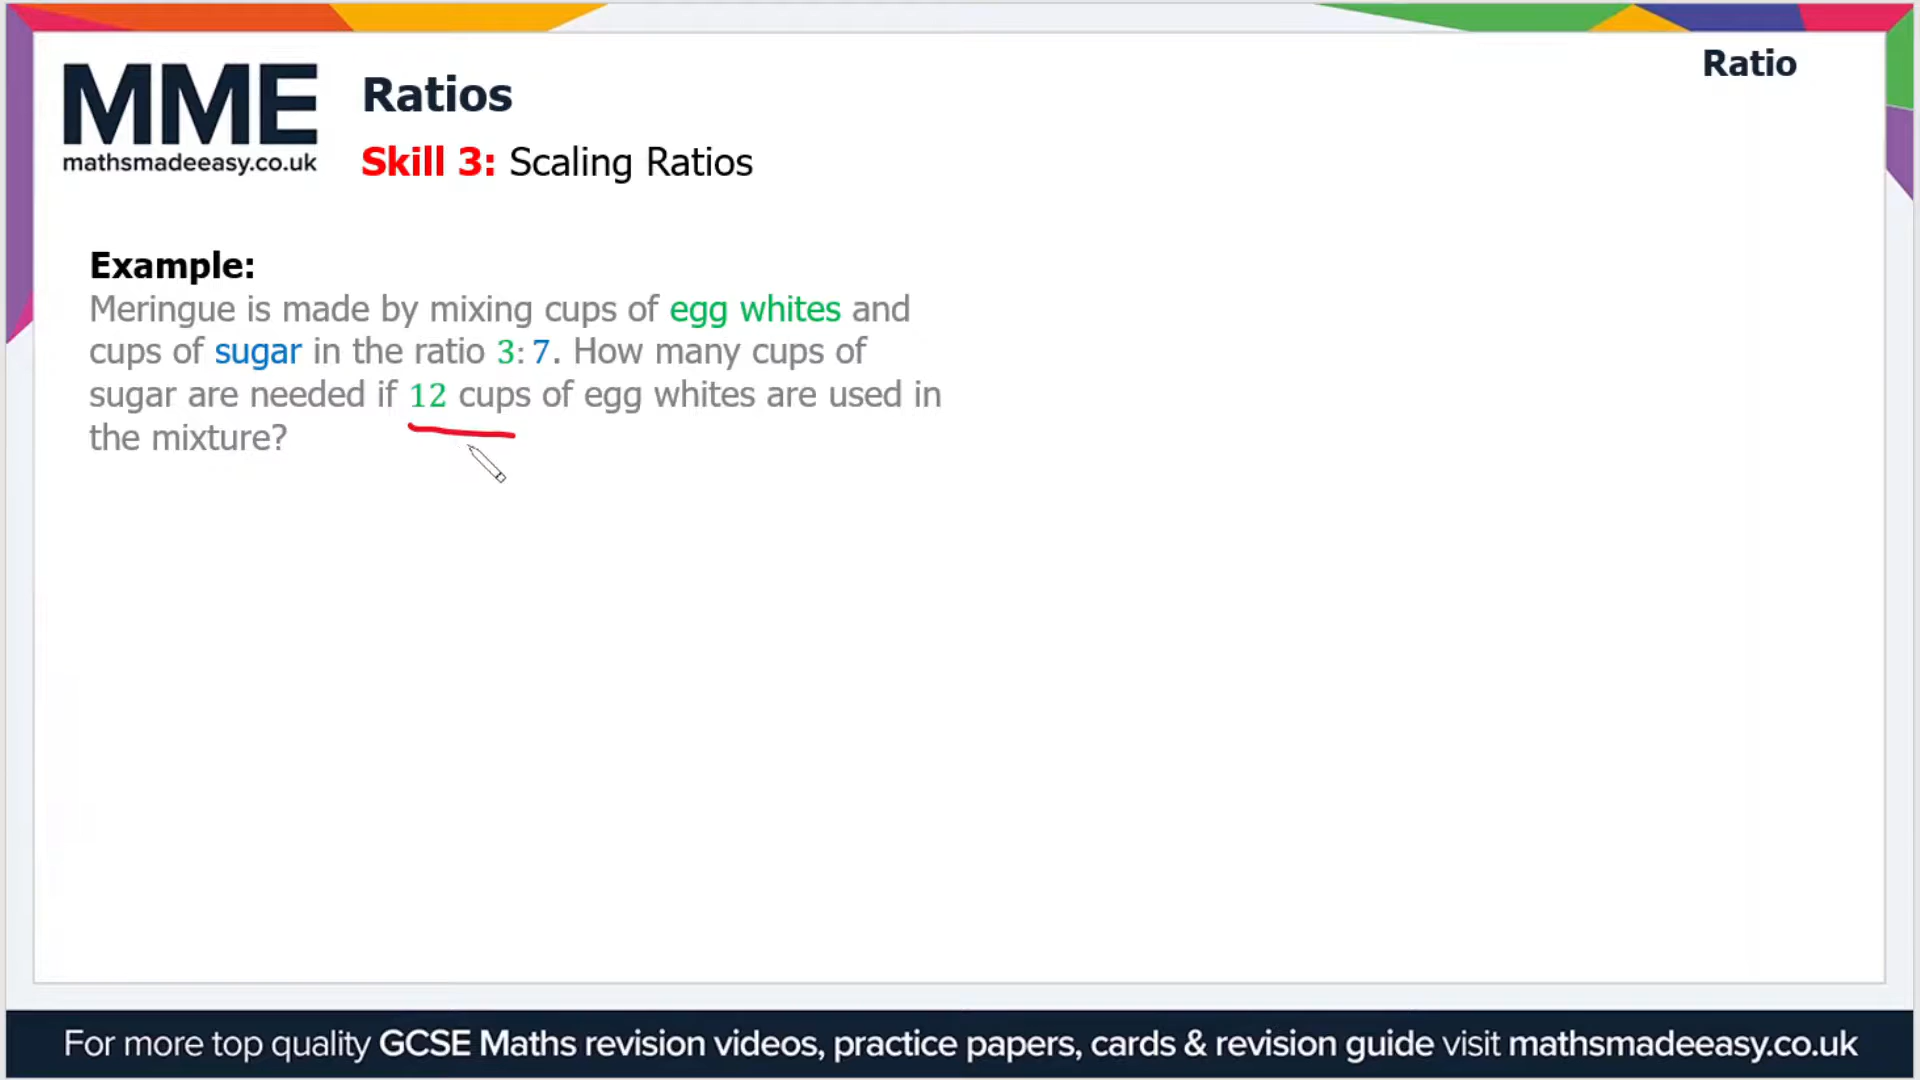 Ratio
MME
mathsmadeeasy.co.uk
Ratios
Skill 3: Scaling Ratios
Example:
Meringue is made by mixing cups of egg whites and
cups of sugar in the ratio 3: 7. How many cups of
sugar are needed if 12 cups of egg whites are used in
the mixture?
For more top quality GCSE Maths revision videos, practice papers, cards & revision guide visit mathsmadeeasy.co.uk